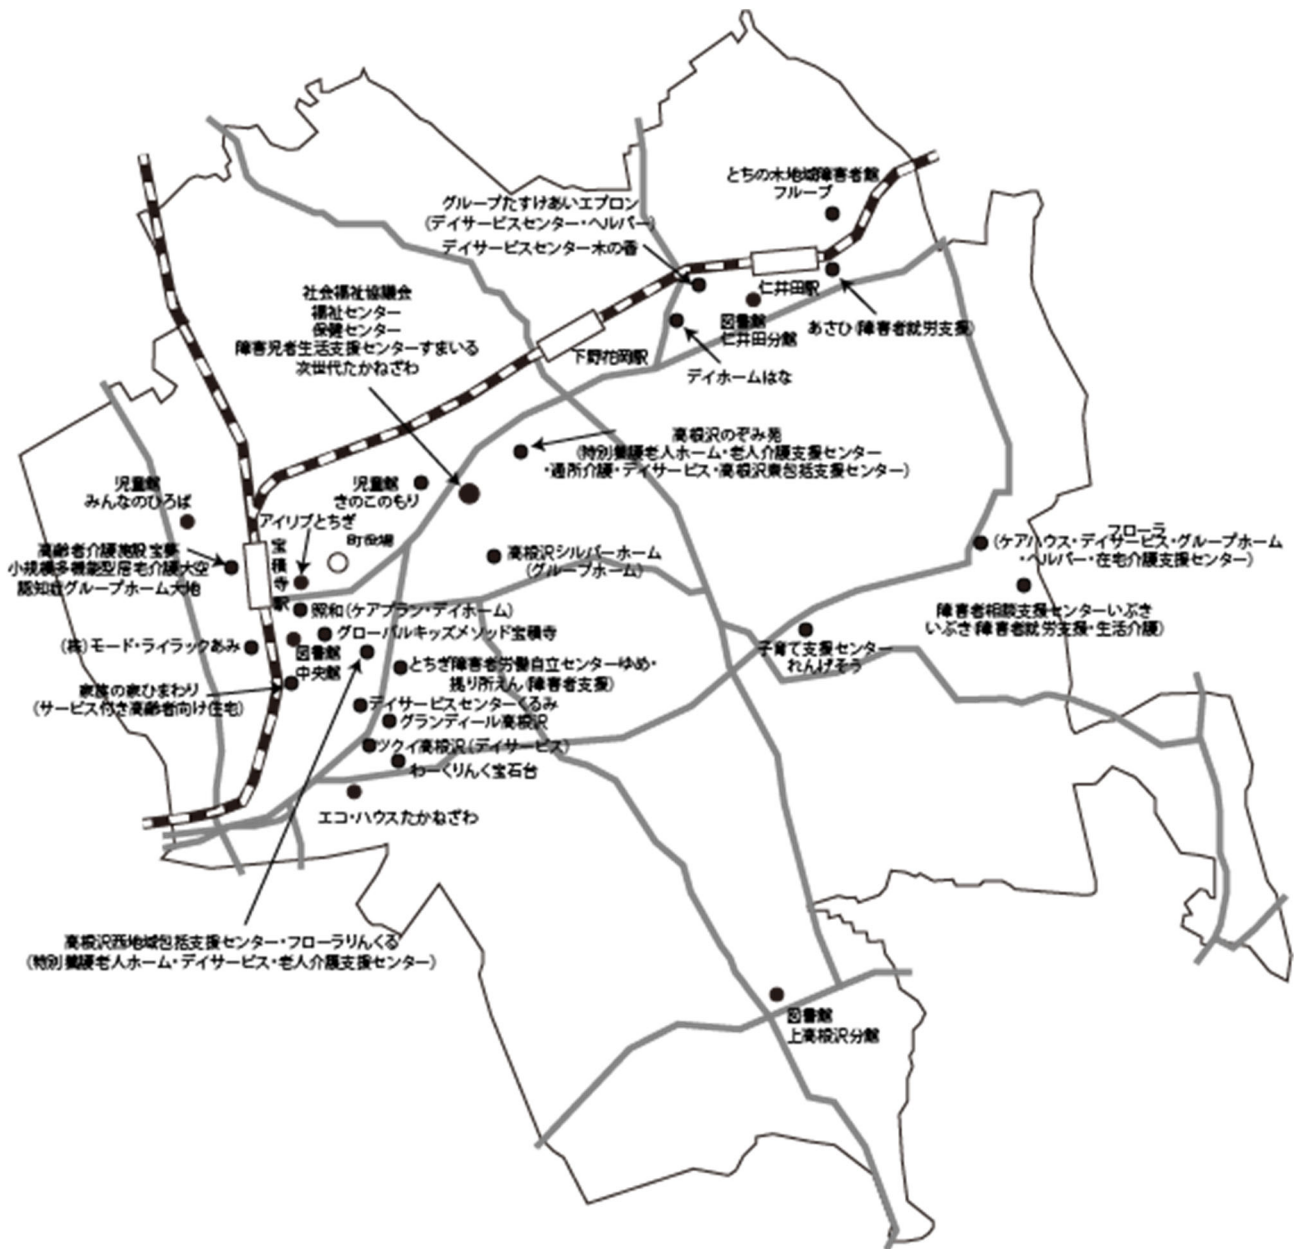 とちの木地域障害者館
フループ
グループたすけあいエプロン
(デイサービスセンター・ヘルパー)
デイサービスセンター木の香
仁井田駅
あさひ(障害者就労支援)
図書館
仁井田分館
デイホームはな
下野花岡駅
社会福祉協議会
福祉センター
保健センター
障害児者生活支援センターすまいる
次世代たかねざわ
高根沢のぞみ苑
(特別養護老人ホーム・老人介護支援センター
・通所介護・デイサービス・高根沢東包括支援センター)
児童館
みんなのひろば
児童館
きのこのもり
アイリブとちぎ
町役場
宝積寺駅
高齢者介護施設 宝夢
小規模多機能型居宅介護大空
認知症グループホーム大地
高根沢シルバーホーム
(グループホーム)
フローラ
(ケアハウス・デイサービス・グループホーム
・ヘルパー・在宅介護支援センター)
障害者相談支援センターいぶき
いぶき(障害者就労支援・生活介護)
照和(ケアプラン・デイホーム)
グローバルキッズメソッド宝積寺
(株)モード・ライラックあみ
図書館
中央館
子育て支援センター
れんげそう
とちぎ障害者労働自立センターゆめ・
拠り所えん(障害者支援)
家族の家ひまわり
(サービス付き高齢者向け住宅)
デイサービスセンターくるみ
グランディール高根沢
ツクイ高根沢(デイサービス)
わーくりんく宝石台
エコ・ハウスたかねざわ
高根沢西地域包括支援センター・フローラりんくる
(特別養護老人ホーム・デイサービス・老人介護支援センター)
図書館
上高根沢分館